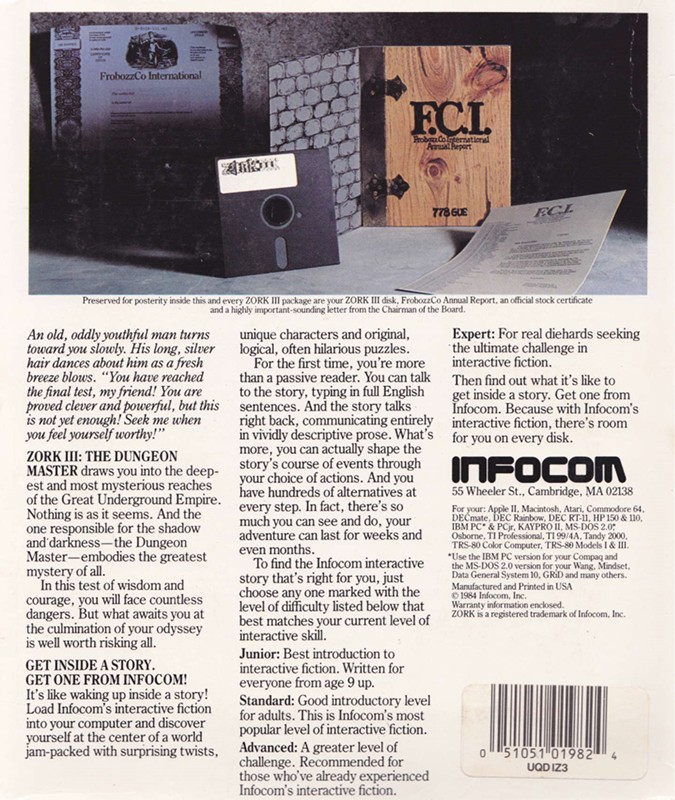 FrobozzCo International
Zork III
F.C.I.
FrobozzCo International
Annual Report
778 GUE
F.C.I.
Preserved for posterity inside this and every ZORK III package are your ZORK III disk, FrobozzCo Annual Report, an official stock certificate
and a highly important-sounding letter from the Chairman of the Board.
An old, oddly youthful man turns
toward you slowly. His long, silver
hair dances about him as a fresh
breeze blows. “You have reached
the final test, my friend! You are
proved clever and powerful, but this
is not yet enough! Seek me when
you feel yourself worthy!”
ZORK III: THE DUNGEON
MASTER draws you into the deep-
est and most mysterious reaches
of the Great Underground Empire.
Nothing is as it seems. And the
one responsible for the shadow
and darkness—the Dungeon
Master—embodies the greatest
mystery of all.
In this test of wisdom and
courage, you will face countless
dangers. But what awaits you at
the culmination of your odyssey
is well worth risking all.
GET INSIDE A STORY.
GET ONE FROM INFOCOM!
It's like waking up inside a story!
Load Infocom's interactive fiction
into your computer and discover
yourself at the center of a world
jam-packed with surprising twists,
unique characters and original,
logical, often hilarious puzzles.
For the first time, you're more
than a passive reader. You can talk
to the story, typing in full English
sentences. And the story talks
right back, communicating entirely
in vividly descriptive prose. What's
more, you can actually shape the
story's course of events through
your choice of actions. And you
have hundreds of alternatives at
every step. In fact, there's so
much you can see and do, your
adventure can last for weeks and
even months.
To find the Infocom interactive
story that's right for you, just
choose any one marked with the
level of difficulty listed below that
best matches your current level of
interactive skill.
Junior: Best introduction to
interactive fiction. Written for
everyone from age 9 up.
Standard: Good introductory level
for adults. This is Infocom's most
popular level of interactive fiction.
Advanced: A greater level of
challenge. Recommended for
those who've already experienced
Infocom's interactive fiction.
Expert: For real diehards seeking
the ultimate challenge in
interactive fiction.
Then find out what it's like to
get inside a story. Get one from
Infocom. Because with Infocom's
interactive fiction, there's room
for you on every disk.
INFOCOM
55 Wheeler St., Cambridge, MA 02138
For your: Apple II, Macintosh, Atari, Commodore 64,
DECmate, DEC Rainbow, DEC RT-11, HP 150 & 110,
IBM PC* & PCjr, KAYPRO II, MS-DOS 2.0,*
Osborne, TI Professional, TI 99/4A, Tandy 2000,
TRS-80 Color Computer, TRS-80 Models I & III.
*Use the IBM PC version for your Compaq and
the MS-DOS 2.0 version for your Wang, Mindset,
Data General System 10, GRiD and many others.
Manufactured and Printed in USA
© 1984 Infocom, Inc.
Warranty information enclosed.
ZORK is a registered trademark of Infocom, Inc.
0 51051 01982 4
UQD IZ3